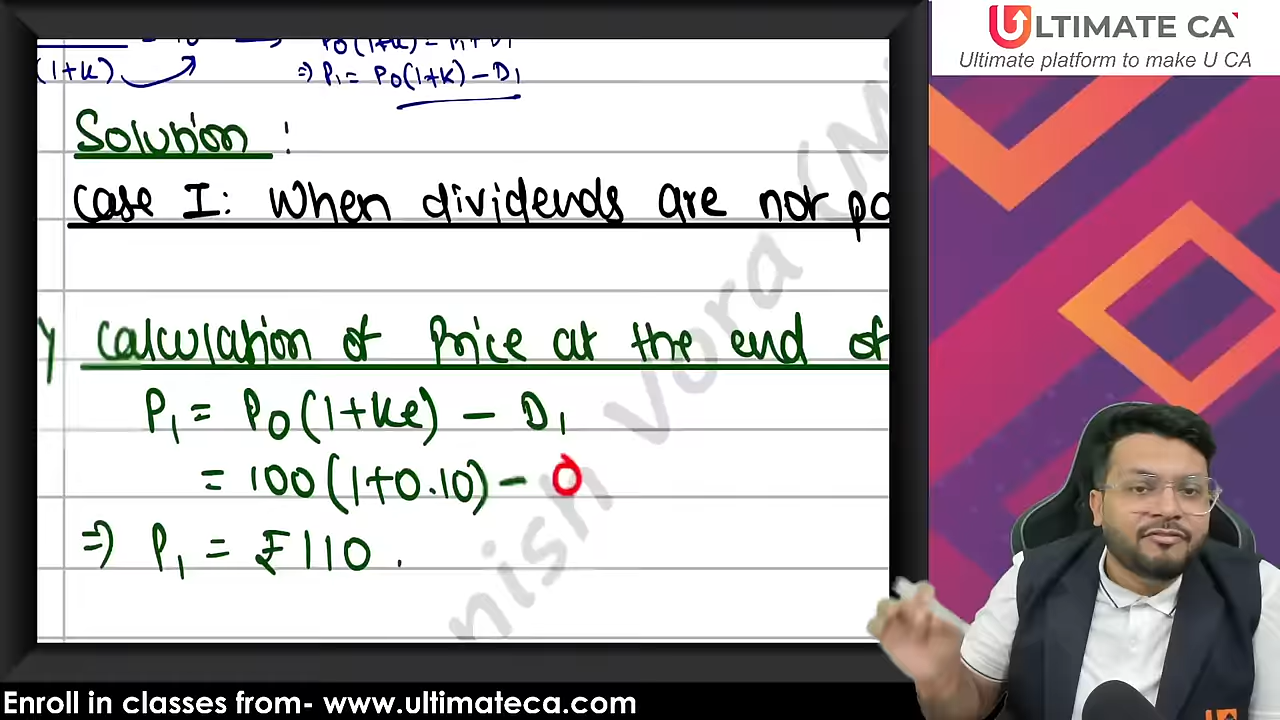 ULTIMATE CA
Ultimate platform to make U CA
(1+k)
⇒ P₁ = P₀(1+k) – D₁
Solution :
Case I: When dividends are not
Calculation of Price at the end of
P₁ = P₀(1+ke) – D₁
= 100(1+0.10) – 0
⇒ P₁ = ₹110.
nish Vora (M
Enroll in classes from- www.ultimateca.com